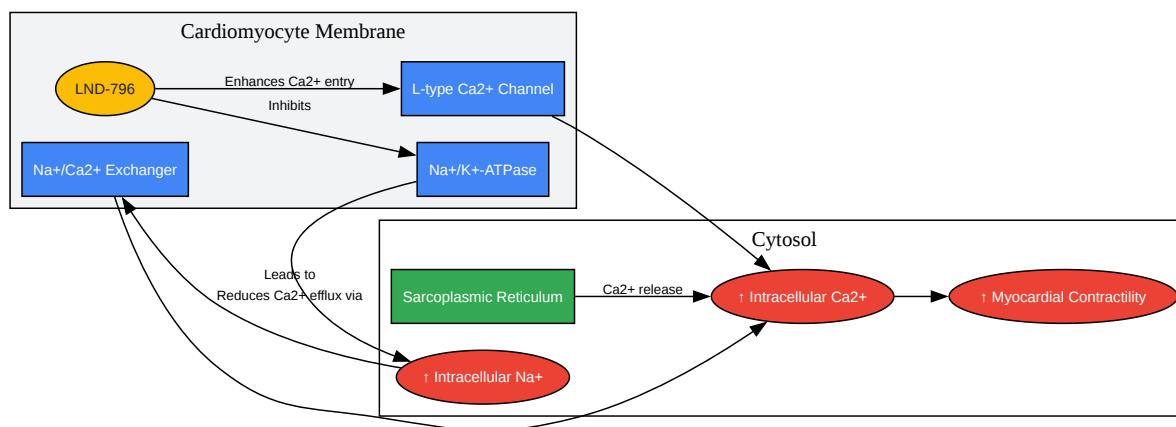 Cardiomyocyte Membrane
LND-796
Enhances Ca2+ entry
L-type Ca2+ Channel
Inhibits
Na+/Ca2+ Exchanger
Na+/K+-ATPase
Cytosol
Leads to
Reduces Ca2+ efflux via
Sarcoplasmic Reticulum
Ca2+ release
↑ Intracellular Ca2+
↑ Myocardial Contractility
↑ Intracellular Na+